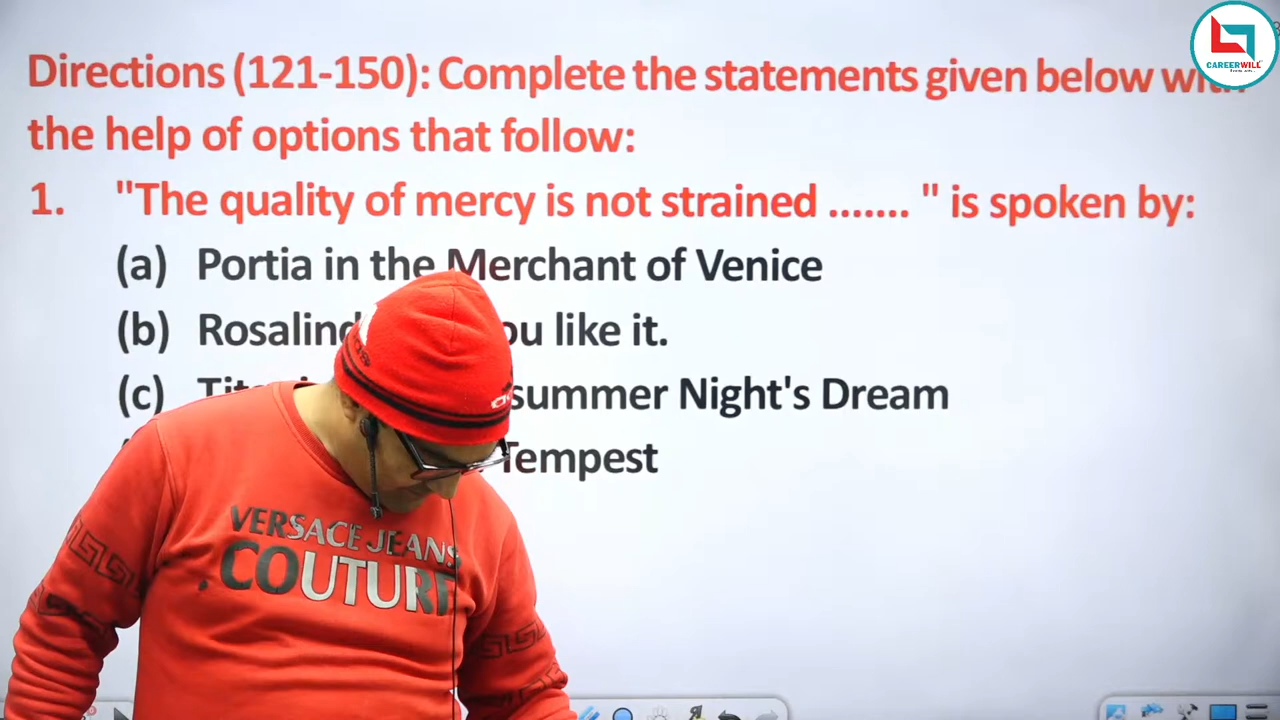 CAREERWILL
Directions (121-150): Complete the statements given below with
the help of options that follow:
1. "The quality of mercy is not strained ....... " is spoken by:
(a) Portia in the Merchant of Venice
(b) Rosalind you like it.
(c) Night's Dream
Tempest
VERSACE JEANS
COUTURE